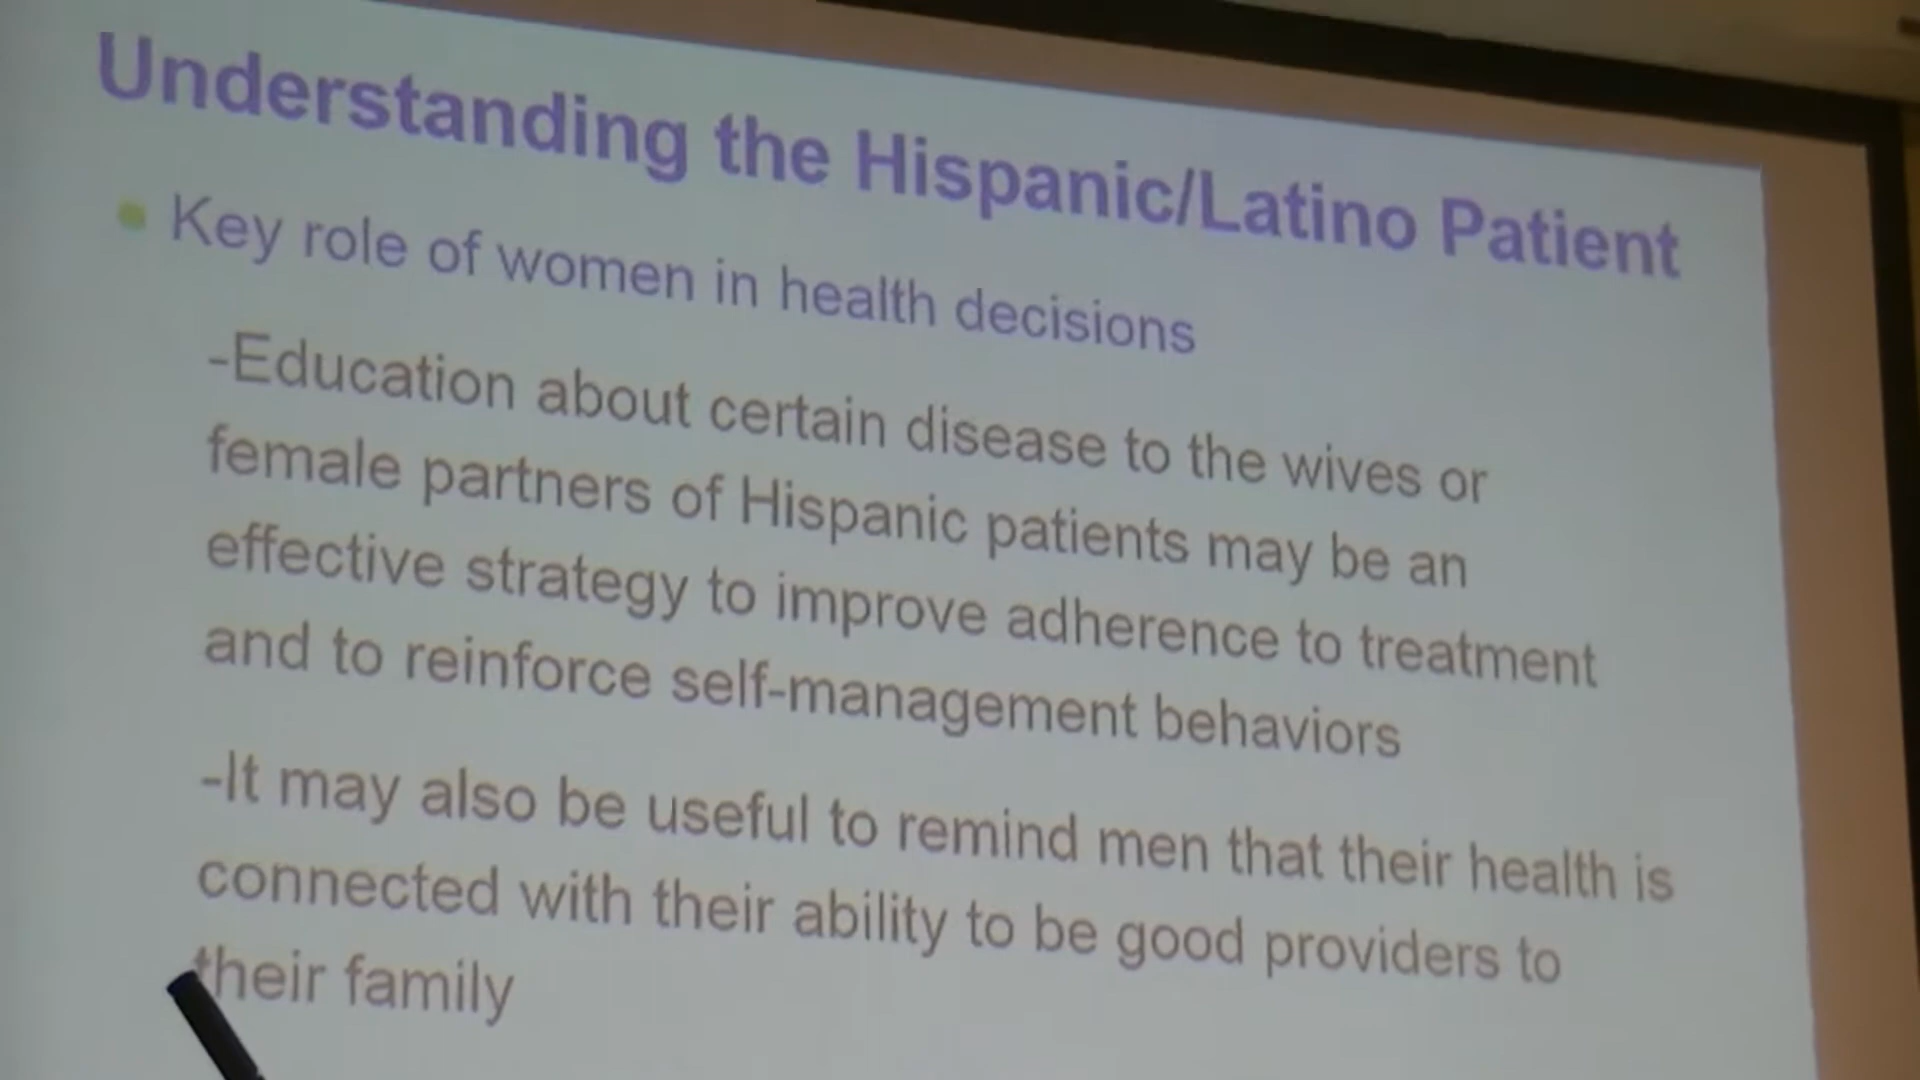 Understanding the Hispanic/Latino Patient
Key role of women in health decisions
-Education about certain disease to the wives or
female partners of Hispanic patients may be an
effective strategy to improve adherence to treatment
and to reinforce self-management behaviors
-It may also be useful to remind men that their health is
connected with their ability to be good providers to
their family